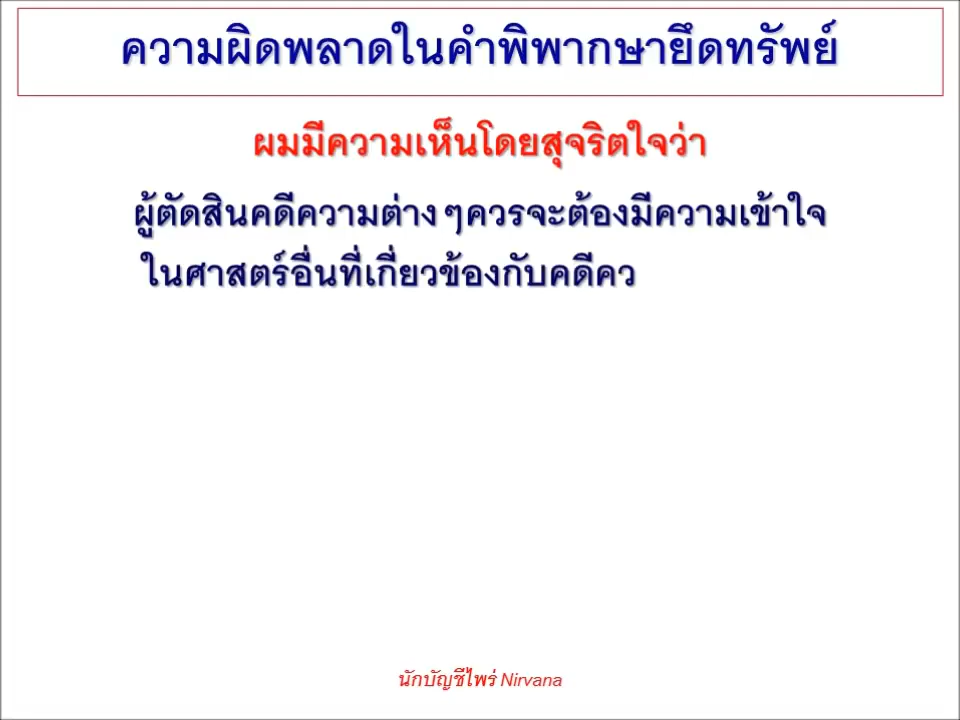 ความผิดพลาดในคำพิพากษายึดทรัพย์
ผมมีความเห็นโดยสุจริตใจว่า
ผู้ตัดสินคดีความต่างๆควรจะต้องมีความเข้าใจ
ในศาสตร์อื่นที่เกี่ยวข้องกับคดีคว
นักบัญชีไพร่ Nirvana